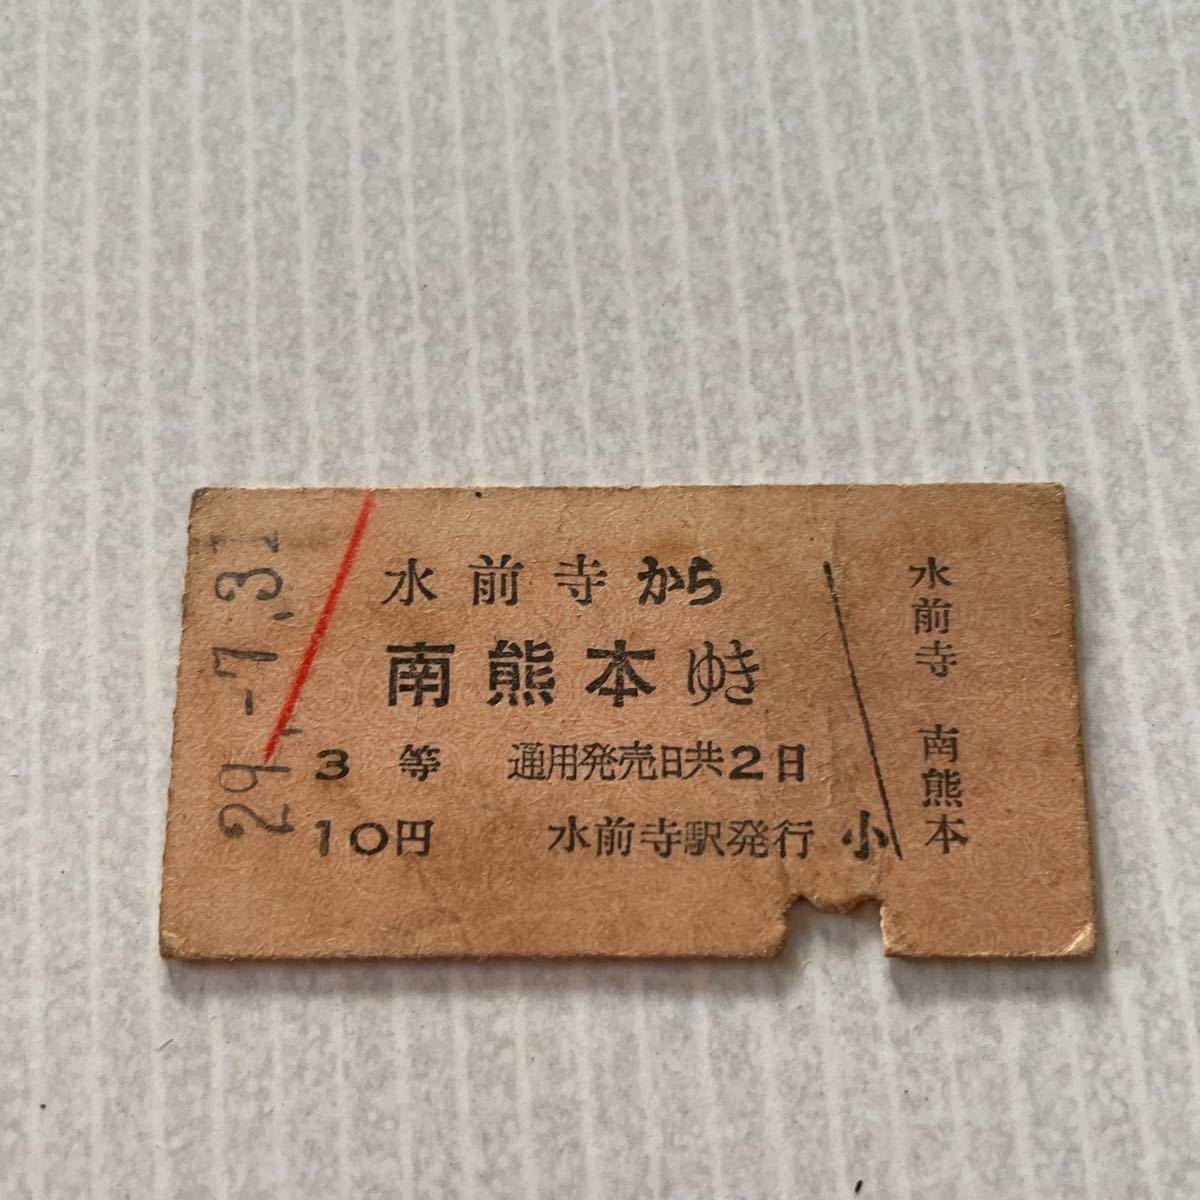 29.-7.31
水前寺から
南熊本ゆき
3等 通用発売日共2日
10円 水前寺駅発行 小
水前寺 南熊本